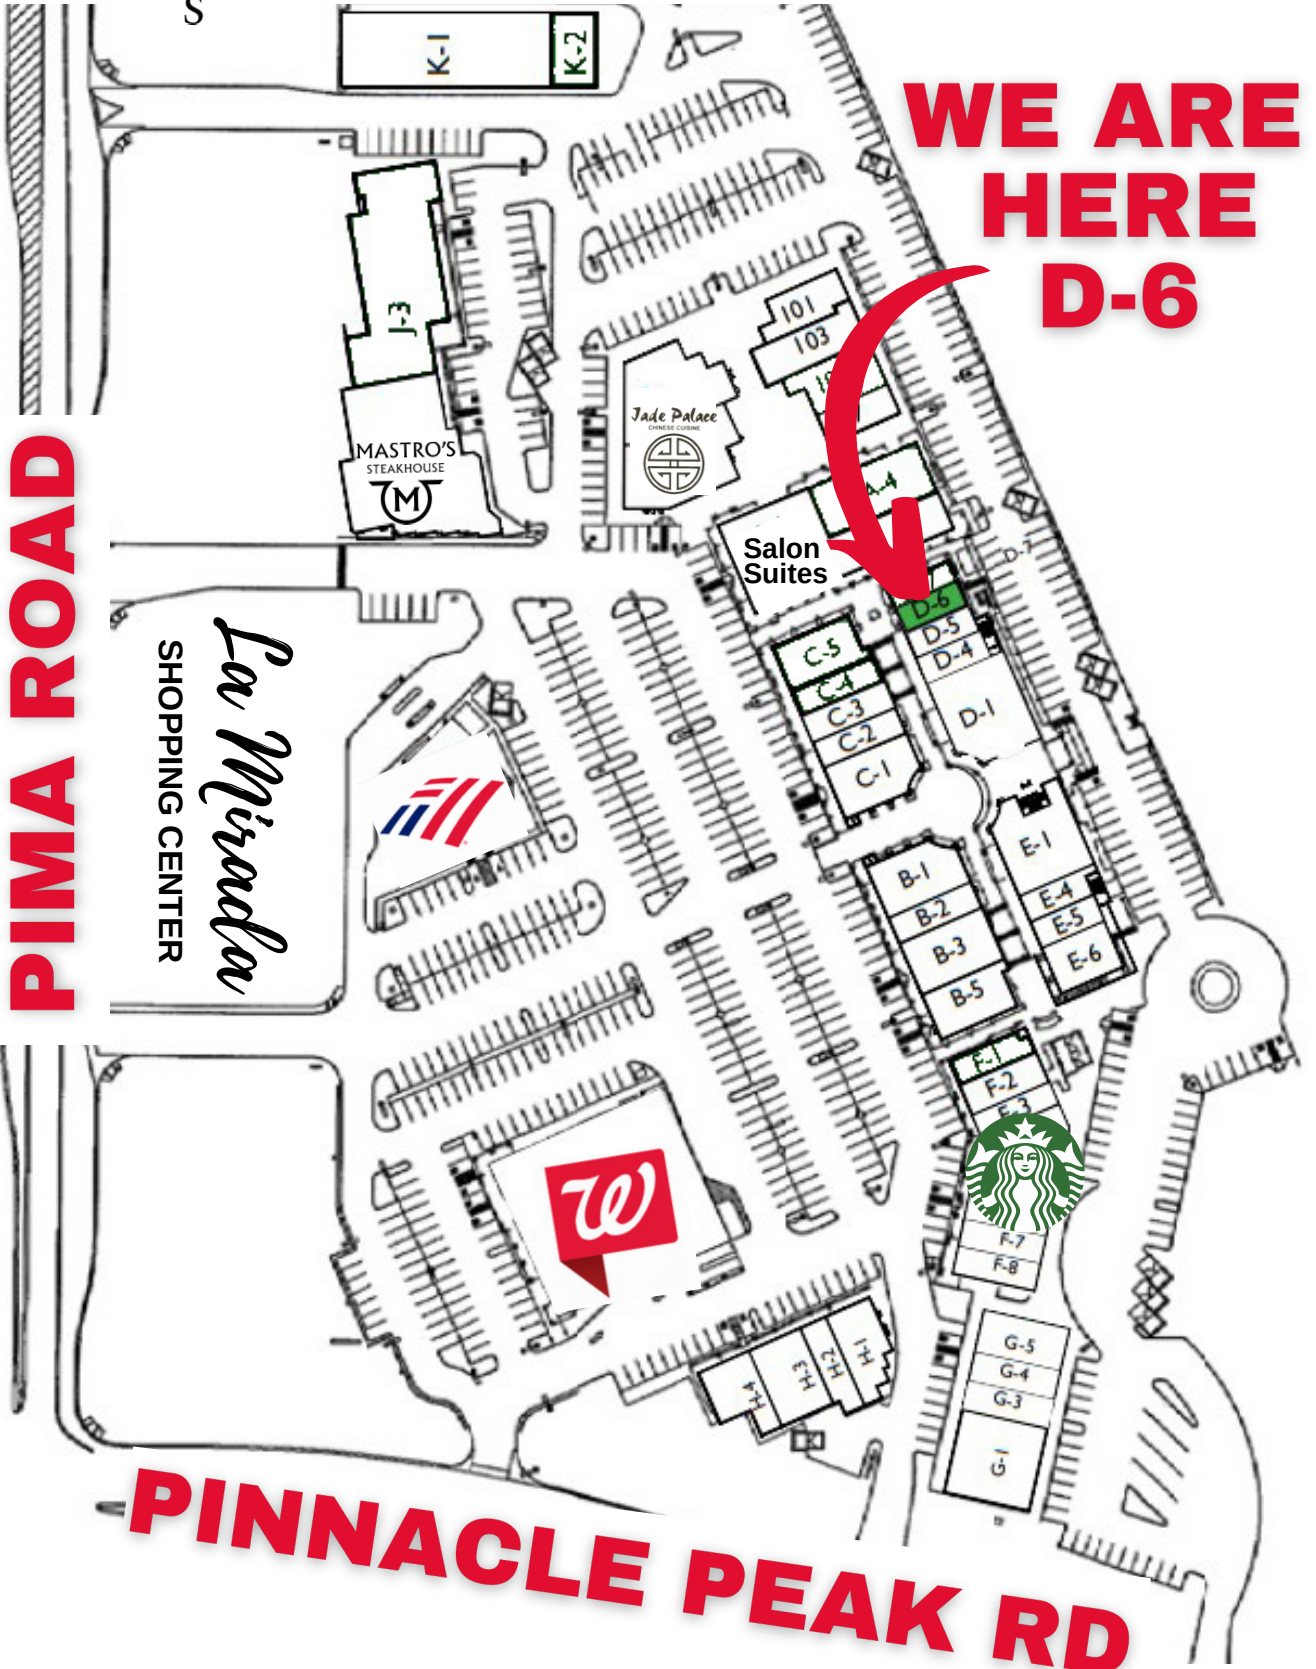 S
K-1
K-2
WE ARE
HERE
D-6
J-3
101
103
Jade Palace
CHINESE CUISINE
MASTRO'S
STEAKHOUSE
M
A-4
Salon
Suites
D-7
D-6
D-5
D-4
D-1
C-5
C-4
C-3
C-2
C-1
PIMA ROAD
La Mirada
SHOPPING CENTER
E-1
E-4
E-5
E-6
B-1
B-2
B-3
B-5
F-1
F-2
F-3
W
F-7
F-8
G-5
G-4
G-3
G-1
H-4
H-3
H-2
H-1
PINNACLE PEAK RD